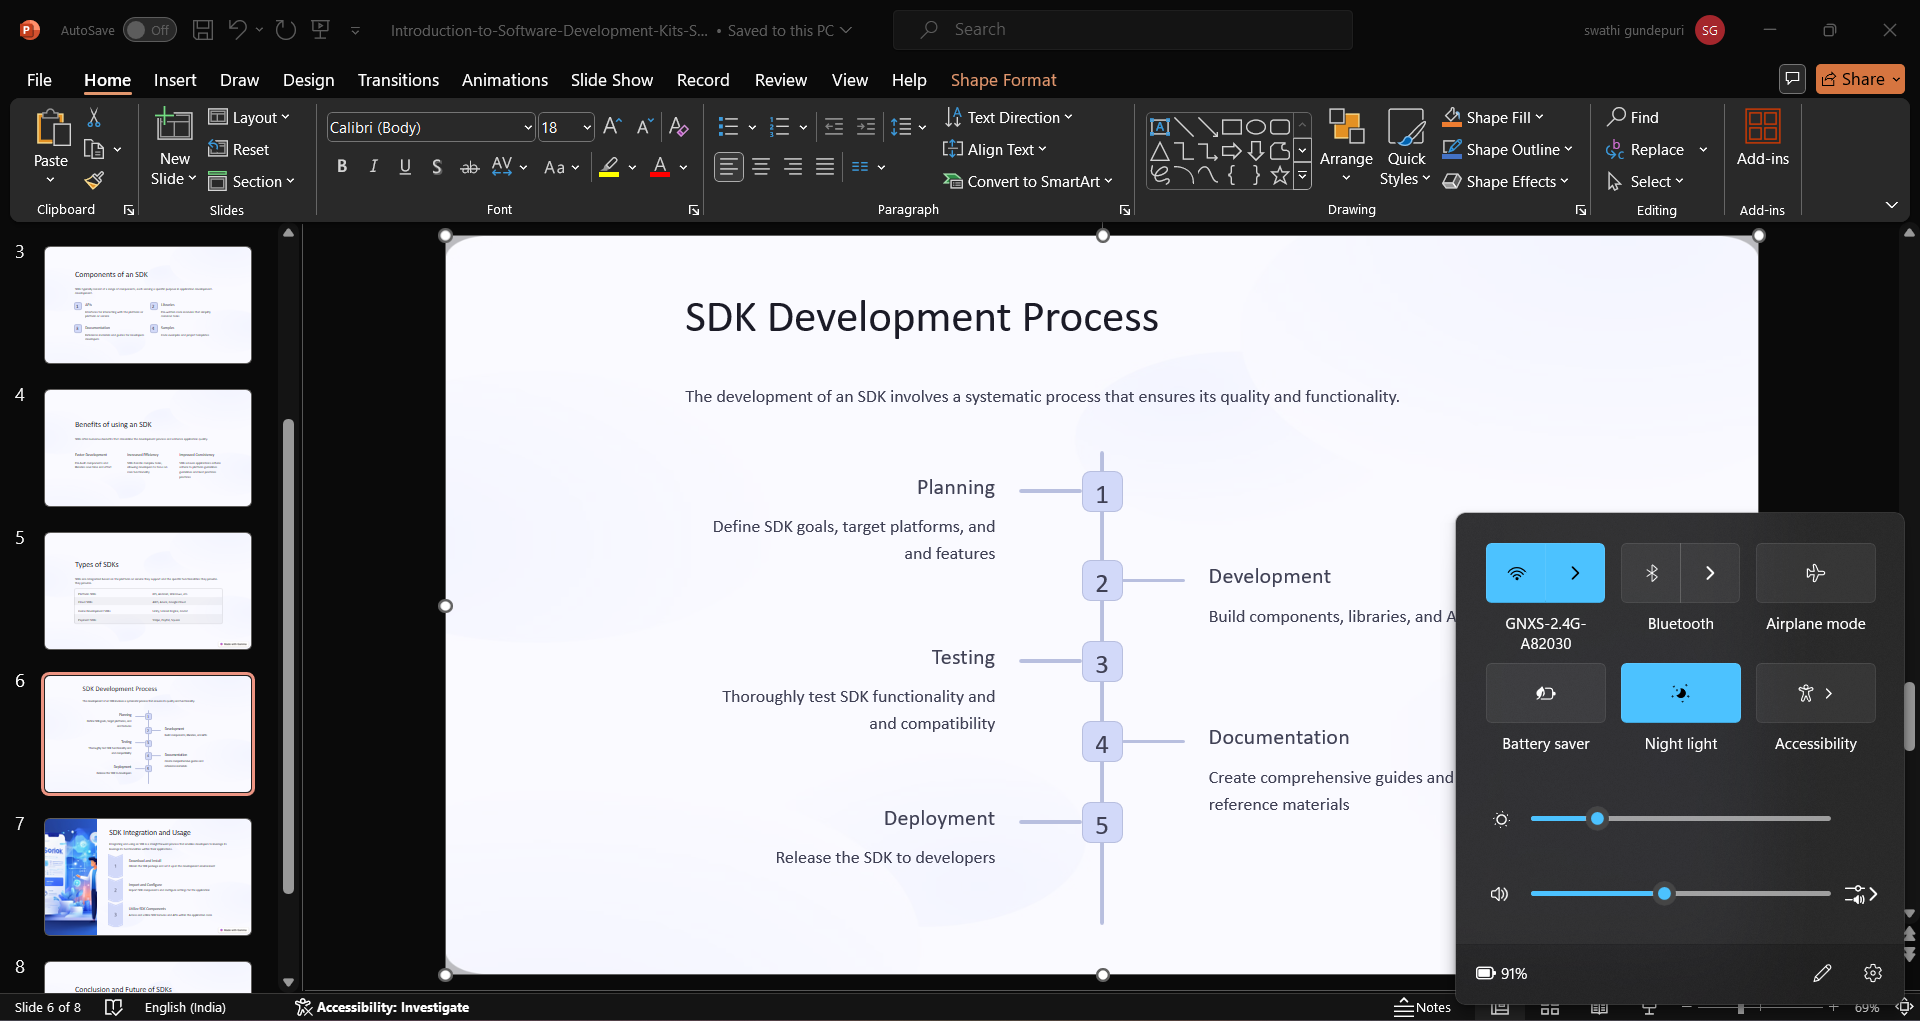 AutoSave Off Introduction-to-Software-Development-Kits-S... • Saved to this PC Search swathi gundepuri SG
File Home Insert Draw Design Transitions Animations Slide Show Record Review View Help Shape Format Share
Paste
Clipboard
New
Slide
Layout
Reset
Section
Slides
Calibri (Body) 18
Font
Text Direction
Align Text
Convert to SmartArt
Paragraph
Arrange
Quick
Styles
Shape Fill
Shape Outline
Shape Effects
Drawing
Find
Replace
Select
Editing
Add-ins
Add-ins
3
Components of an SDK
4
Benefits of using an SDK
5
Types of SDKs
6
SDK Development Process
7
SDK Integration and Usage
8
Conclusion and Future of SDKs
SDK Development Process
The development of an SDK involves a systematic process that ensures its quality and functionality.
Planning
Define SDK goals, target platforms, and
and features
1
2
Development
Build components, libraries, and A
Testing
Thoroughly test SDK functionality and
and compatibility
3
4
Documentation
Create comprehensive guides and
reference materials
Deployment
Release the SDK to developers
5
GNXS-2.4G-
A82030
Bluetooth
Airplane mode
Battery saver
Night light
Accessibility
91%
Slide 6 of 8 English (India) Accessibility: Investigate Notes 69%